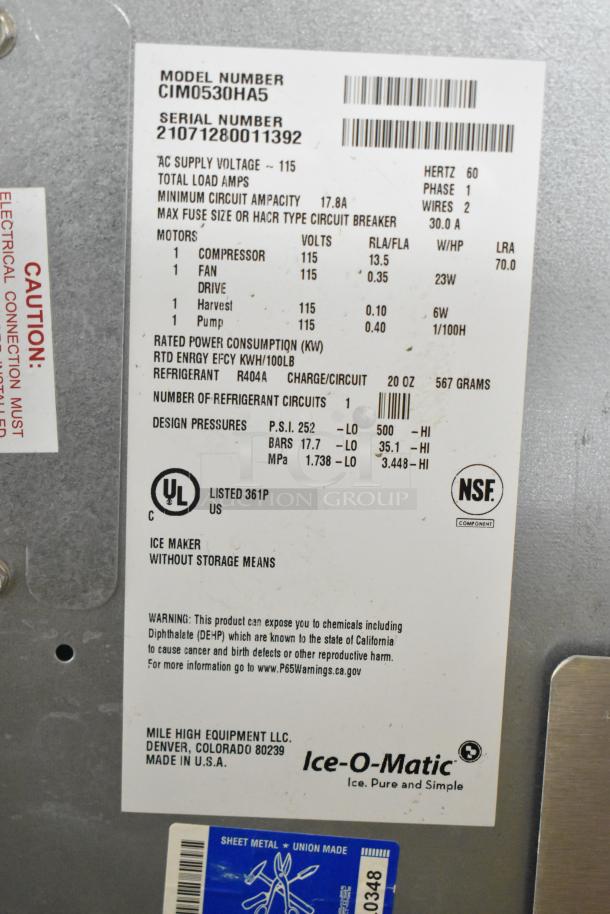 MODEL NUMBER
CIM0530HA5
SERIAL NUMBER
21071280011392
AC SUPPLY VOLTAGE ~ 115 HERTZ 60
TOTAL LOAD AMPS PHASE 1
MINIMUM CIRCUIT AMPACITY 17.8A WIRES 2
MAX FUSE SIZE OR HACR TYPE CIRCUIT BREAKER 30.0 A
MOTORS VOLTS RLA/FLA W/HP LRA
1 COMPRESSOR 115 13.5 70.0
1 FAN 115 0.35 23W
DRIVE
1 Harvest 115 0.10 6W
1 Pump 115 0.40 1/100H
RATED POWER CONSUMPTION (KW)
RTD ENRGY EFCY KWH/100LB
REFRIGERANT R404A CHARGE/CIRCUIT 20 OZ 567 GRAMS
NUMBER OF REFRIGERANT CIRCUITS 1
DESIGN PRESSURES P.S.I. 252 -LO 500 -HI
BARS 17.7 -LO 35.1 -HI
MPa 1.738 -LO 3.448 -HI
UL
C
LISTED 361P
US
NSF.
COMPONENT
AUCTION GROUP
ICE MAKER
WITHOUT STORAGE MEANS
WARNING: This product can expose you to chemicals including
Diphthalate (DEHP) which are known to the state of California
to cause cancer and birth defects or other reproductive harm.
For more information go to www.P65Warnings.ca.gov
MILE HIGH EQUIPMENT LLC.
DENVER, COLORADO 80239
MADE IN U.S.A.
Ice-O-Matic
Ice. Pure and Simple
CAUTION:
ELECTRICAL CONNECTION MUST
SHEET METAL ★ UNION MADE
0348